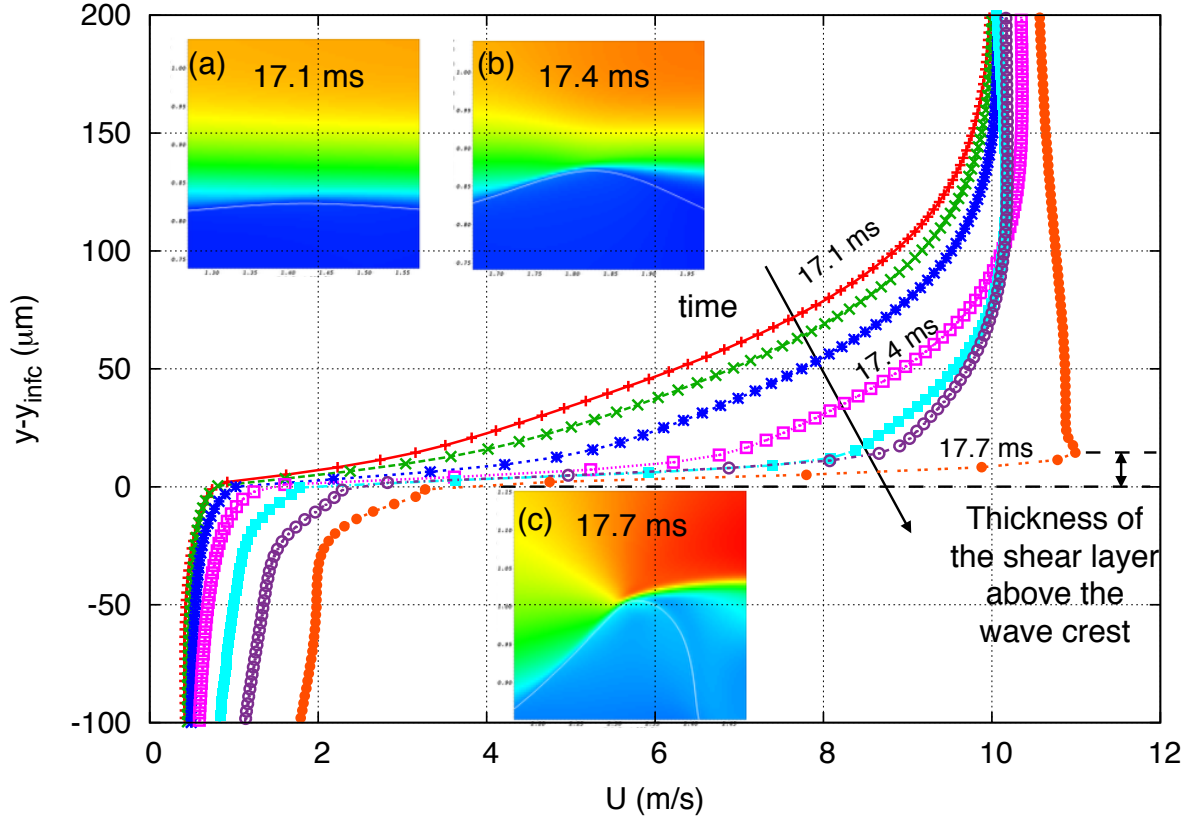 200
150
100
50
0
-50
-100
y-y_infc (μm)
(a) 17.1 ms
(b) 17.4 ms
time
17.1 ms
17.4 ms
17.7 ms
Thickness of
the shear layer
above the
wave crest
(c) 17.7 ms
0 2 4 6 8 10 12
U (m/s)